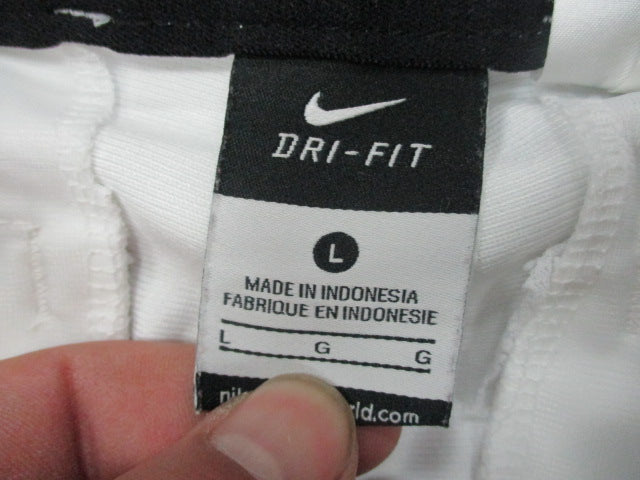 DRI-FIT
L
MADE IN INDONESIA
FABRIQUE EN INDONESIE
L G G